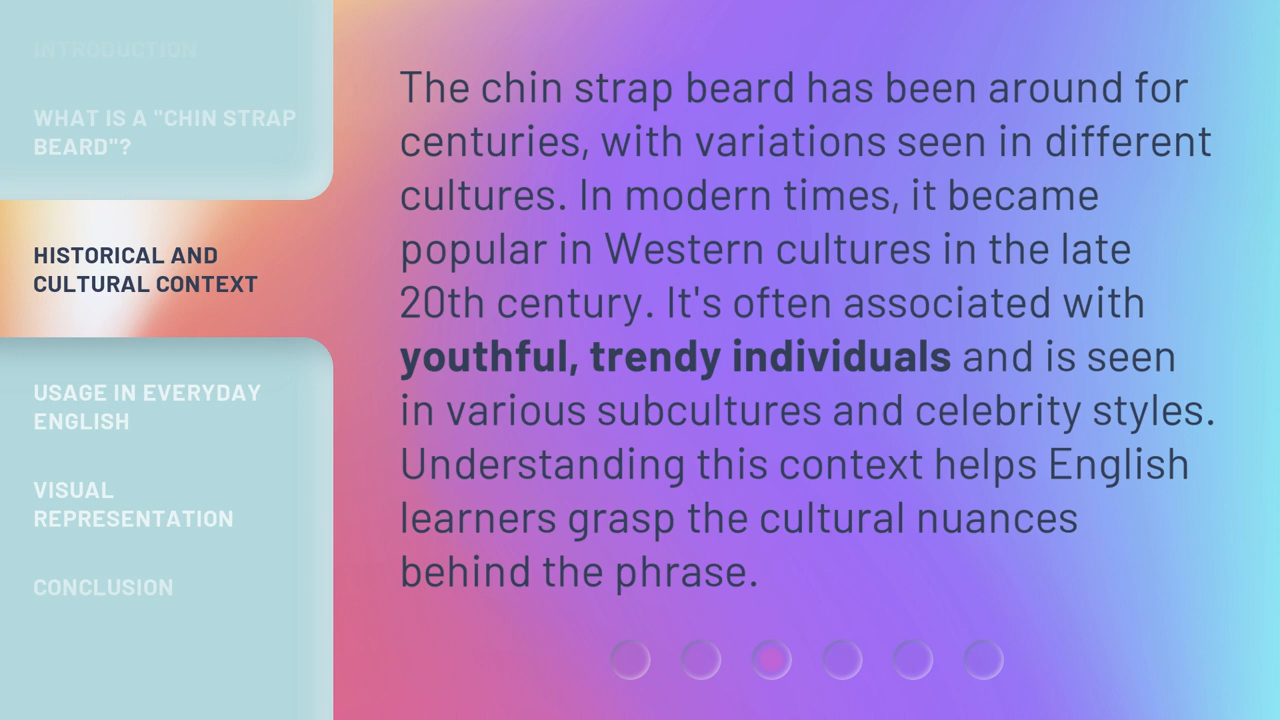 INTRODUCTION
WHAT IS A "CHIN STRAP
BEARD"?
HISTORICAL AND
CULTURAL CONTEXT
USAGE IN EVERYDAY
ENGLISH
VISUAL
REPRESENTATION
CONCLUSION
The chin strap beard has been around for
centuries, with variations seen in different
cultures. In modern times, it became
popular in Western cultures in the late
20th century. It's often associated with
youthful, trendy individuals and is seen
in various subcultures and celebrity styles.
Understanding this context helps English
learners grasp the cultural nuances
behind the phrase.